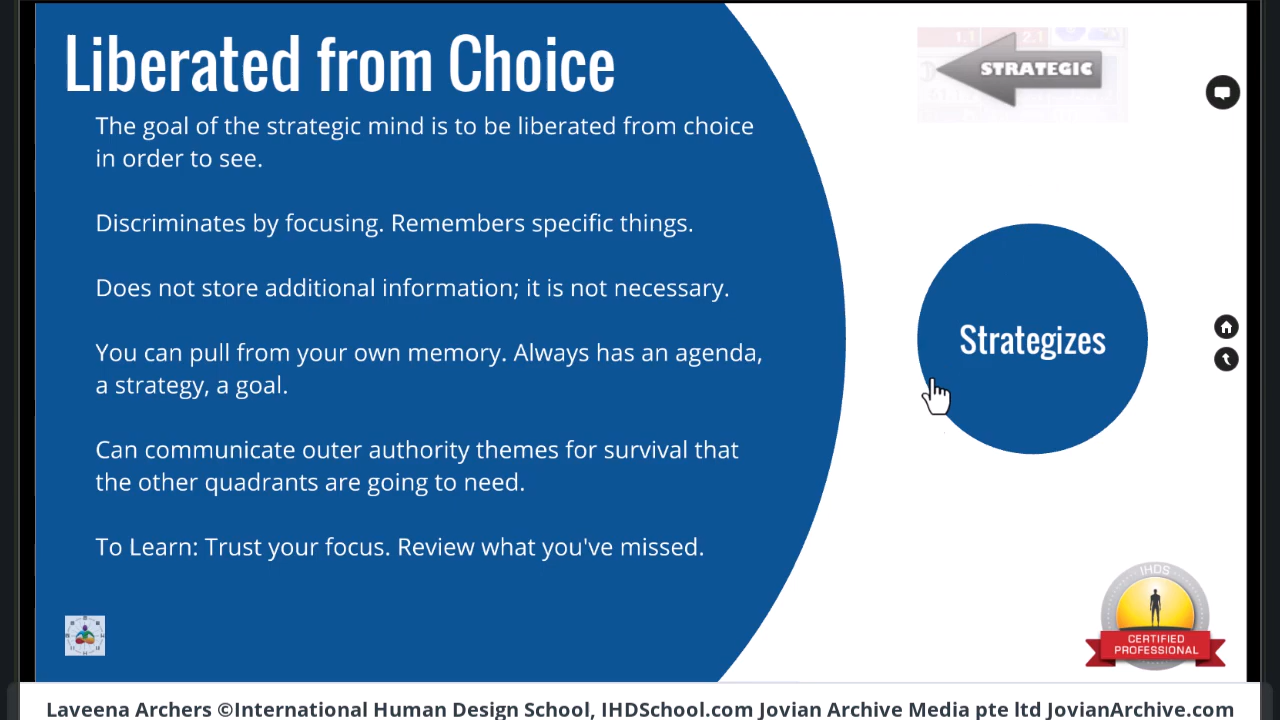 Liberated from Choice
The goal of the strategic mind is to be liberated from choice
in order to see.
Discriminates by focusing. Remembers specific things.
Does not store additional information; it is not necessary.
You can pull from your own memory. Always has an agenda,
a strategy, a goal.
Can communicate outer authority themes for survival that
the other quadrants are going to need.
To Learn: Trust your focus. Review what you've missed.
1.1 2.1
STRATEGIC
Strategizes
IHDS
CERTIFIED
PROFESSIONAL
Laveena Archers ©International Human Design School, IHDSchool.com Jovian Archive Media pte ltd JovianArchive.com